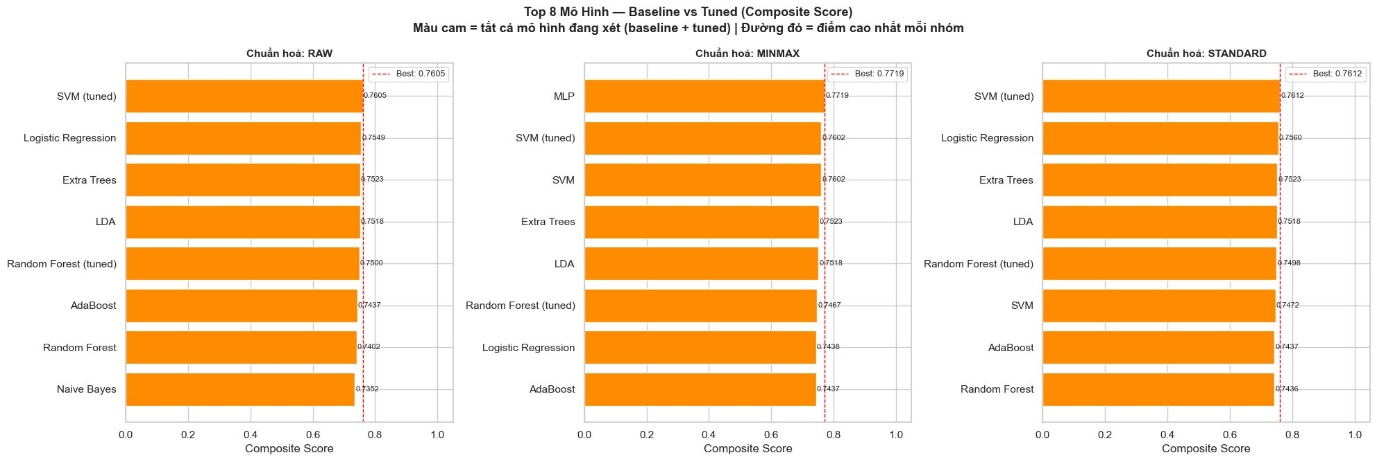 Top 8 Mô Hình — Baseline vs Tuned (Composite Score)
Màu cam = tất cả mô hình đang xét (baseline + tuned) | Đường đỏ = điểm cao nhất mỗi nhóm
Chuẩn hoá: RAW
Best: 0.7605
SVM (tuned) 0.7605
Logistic Regression 0.7549
Extra Trees 0.7523
LDA 0.7518
Random Forest (tuned) 0.7500
AdaBoost 0.7437
Random Forest 0.7402
Naive Bayes 0.7352
0.0 0.2 0.4 0.6 0.8 1.0
Composite Score
Chuẩn hoá: MINMAX
Best: 0.7719
MLP 0.7719
SVM (tuned) 0.7602
SVM 0.7602
Extra Trees 0.7523
LDA 0.7518
Random Forest (tuned) 0.7467
Logistic Regression 0.7438
AdaBoost 0.7437
0.0 0.2 0.4 0.6 0.8 1.0
Composite Score
Chuẩn hoá: STANDARD
Best: 0.7612
SVM (tuned) 0.7612
Logistic Regression 0.7560
Extra Trees 0.7523
LDA 0.7518
Random Forest (tuned) 0.7498
SVM 0.7472
AdaBoost 0.7437
Random Forest 0.7436
0.0 0.2 0.4 0.6 0.8 1.0
Composite Score